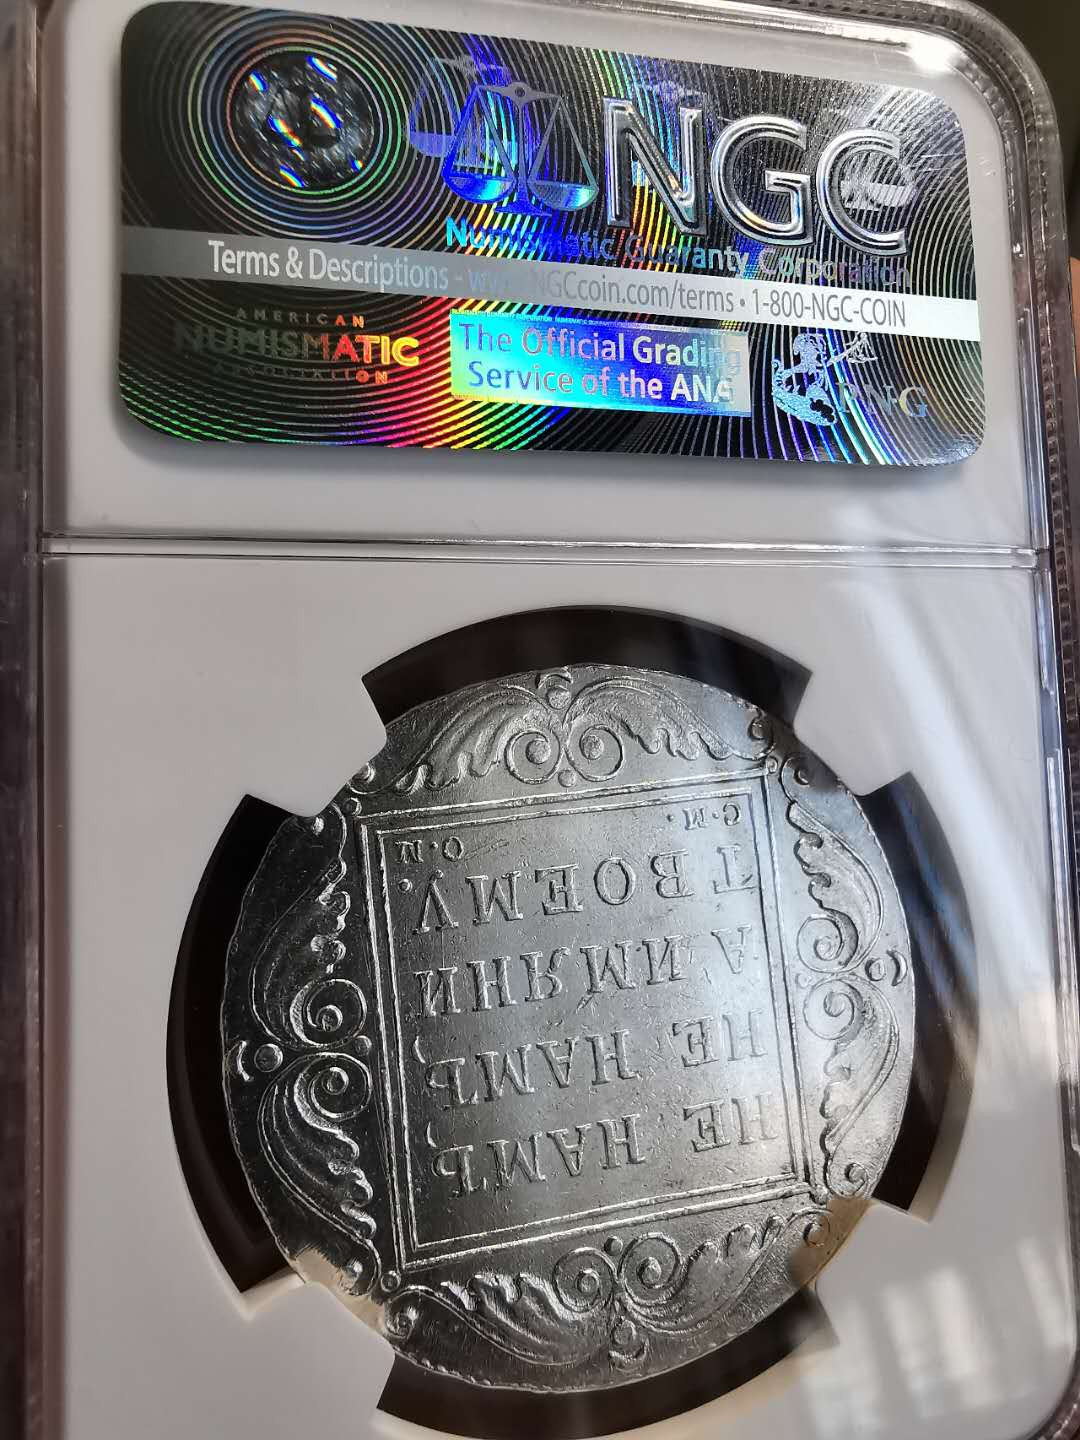 NGC
Numismatic Guaranty Corporation
Terms & Descriptions - www.NGCcoin.com/terms • 1-800-NGC-COIN
AMERICAN
NUMISMATIC
ASSOCIATION
The Official Grading
Service of the ANA
PNG
НЕ НАМЪ,
НЕ НАМЪ,
А ИМЯНИ
ТВОЕМУ.
С.М. О.М